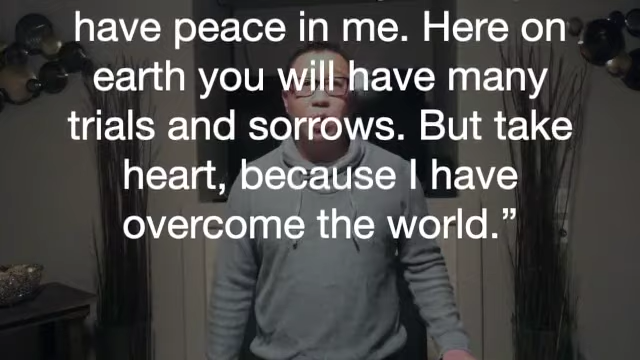 have peace in me. Here on
earth you will have many
trials and sorrows. But take
heart, because I have
overcome the world.”